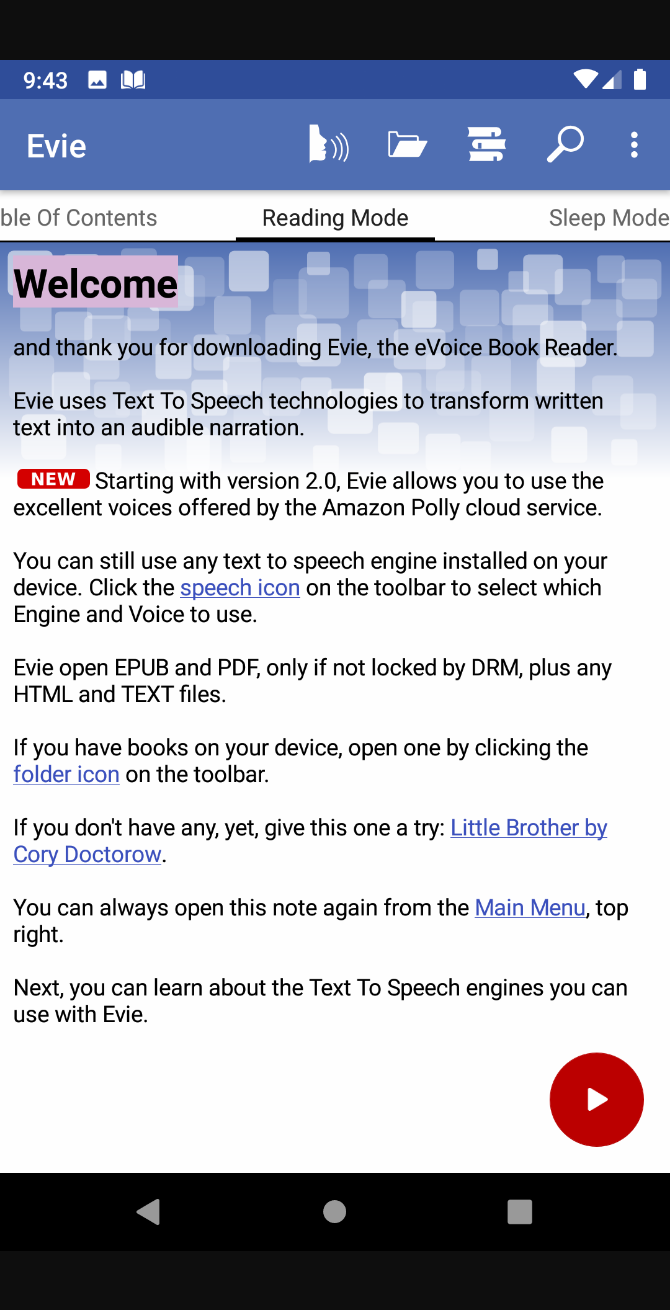 9:43
Evie
ble Of Contents
Reading Mode
Sleep Mode
Welcome
and thank you for downloading Evie, the eVoice Book Reader.
Evie uses Text To Speech technologies to transform written
text into an audible narration.
NEW Starting with version 2.0, Evie allows you to use the
excellent voices offered by the Amazon Polly cloud service.
You can still use any text to speech engine installed on your
device. Click the speech icon on the toolbar to select which
Engine and Voice to use.
Evie open EPUB and PDF, only if not locked by DRM, plus any
HTML and TEXT files.
If you have books on your device, open one by clicking the
folder icon on the toolbar.
If you don't have any, yet, give this one a try: Little Brother by
Cory Doctorow.
You can always open this note again from the Main Menu, top
right.
Next, you can learn about the Text To Speech engines you can
use with Evie.